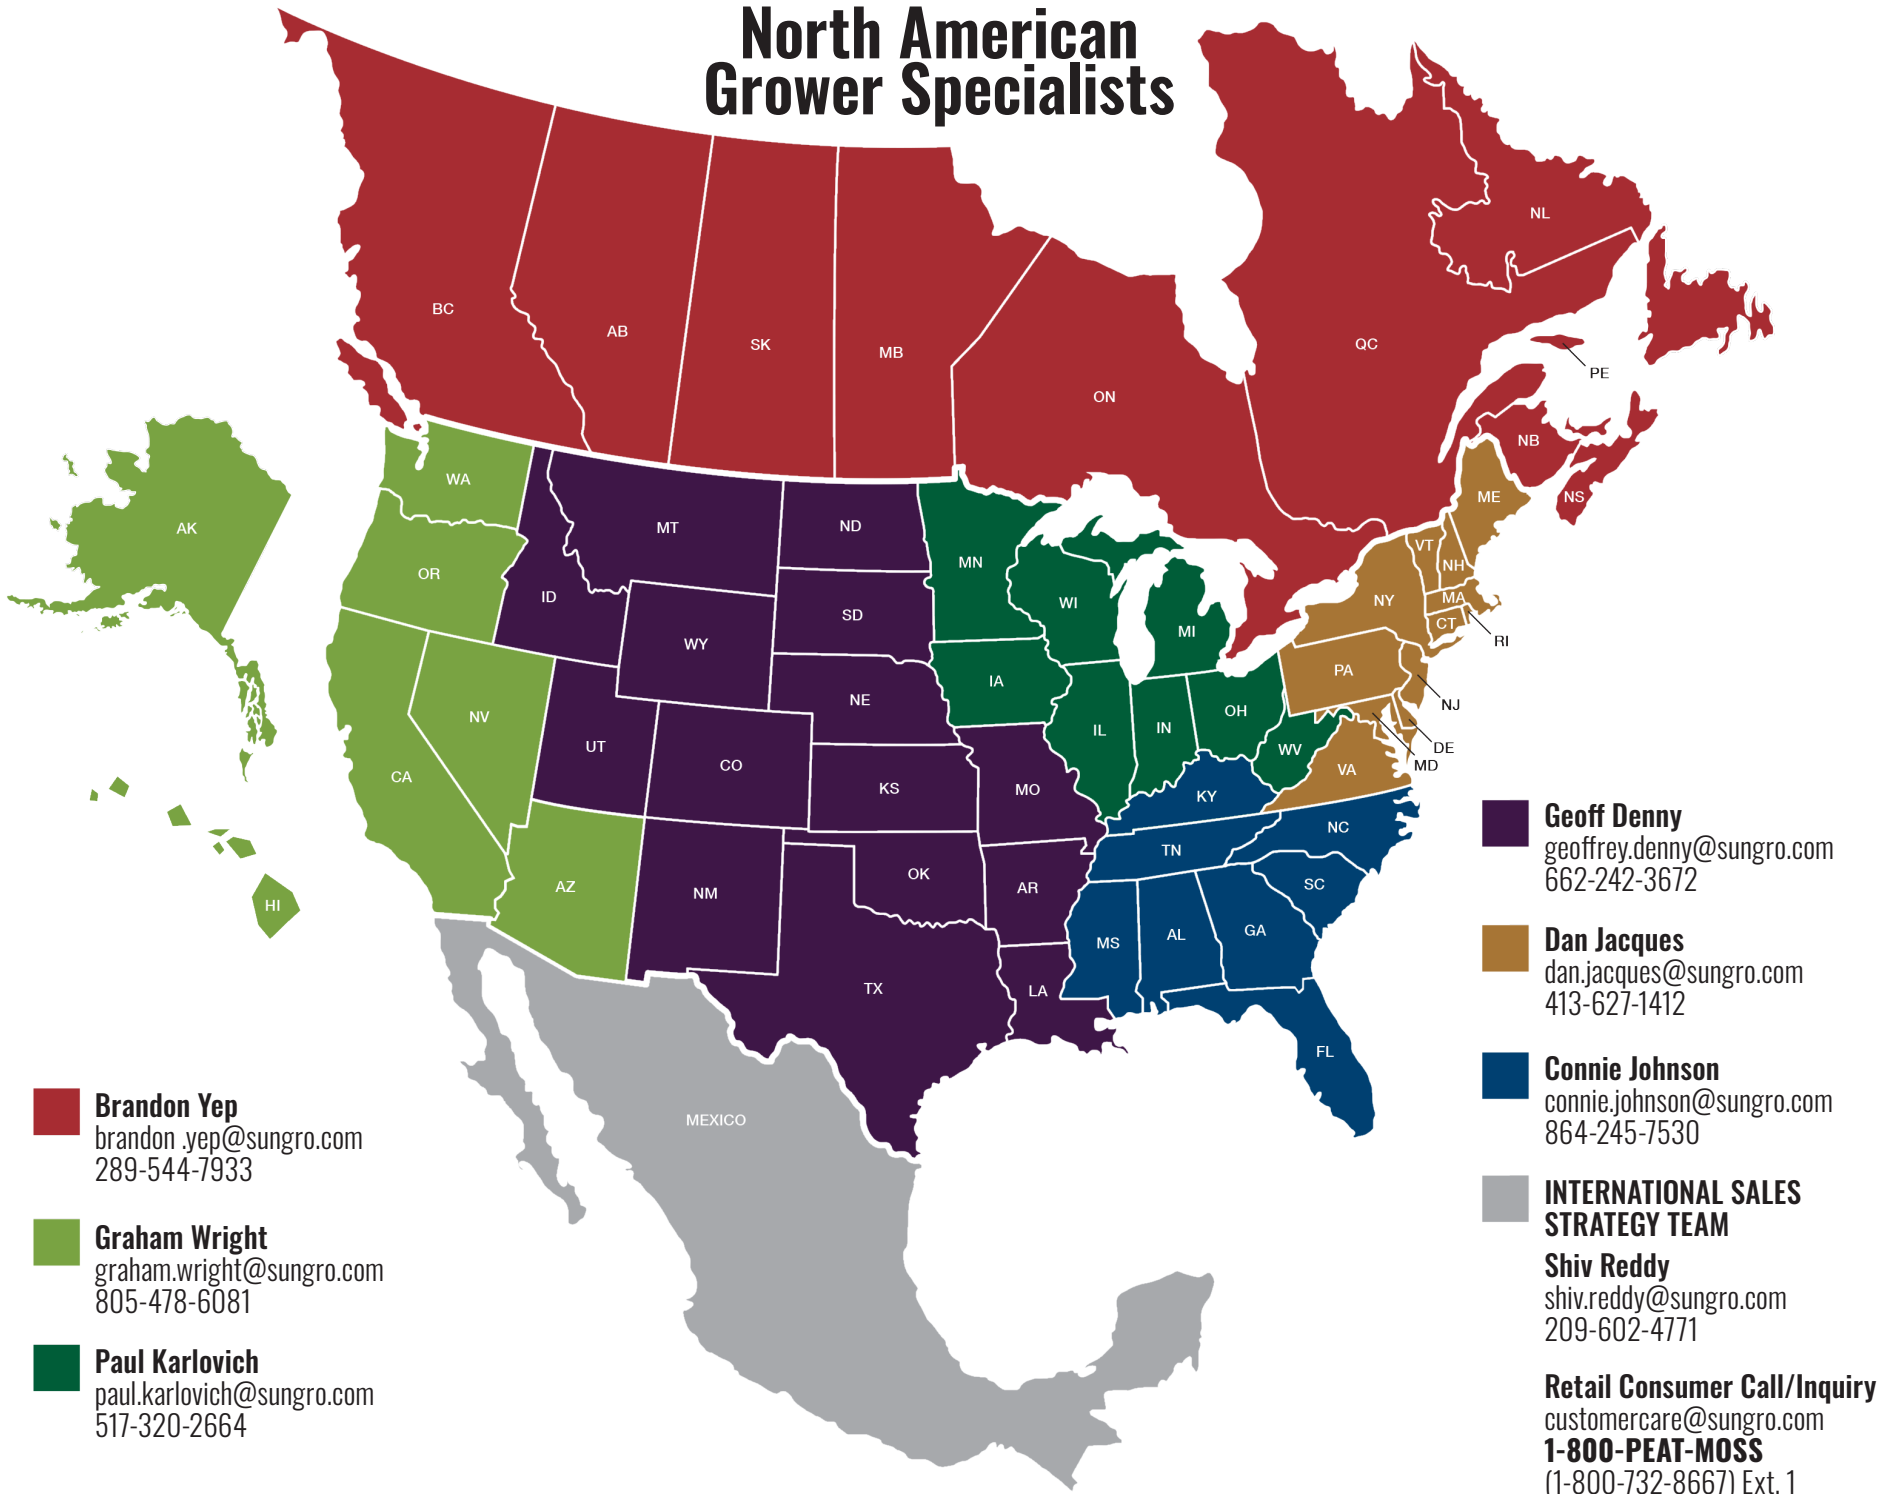 North American
Grower Specialists
NL
BC
AB
SK
MB
QC
PE
ON
NB
NS
ME
WA
AK
MT
ND
MN
VT
NH
OR
ID
SD
WI
MI
NY
MA
CT
RI
WY
PA
IA
NE
NJ
NV
UT
CO
IL
IN
OH
WV
DE
MD
VA
CA
KS
MO
KY
NC
TN
AZ
NM
OK
AR
SC
HI
MS
AL
GA
TX
LA
FL
MEXICO
Geoff Denny
geoffrey.denny@sungro.com
662-242-3672
Dan Jacques
dan.jacques@sungro.com
413-627-1412
Connie Johnson
connie.johnson@sungro.com
864-245-7530
INTERNATIONAL SALES
STRATEGY TEAM
Shiv Reddy
shiv.reddy@sungro.com
209-602-4771
Retail Consumer Call/Inquiry
customercare@sungro.com
1-800-PEAT-MOSS
(1-800-732-8667) Ext. 1
Brandon Yep
brandon .yep@sungro.com
289-544-7933
Graham Wright
graham.wright@sungro.com
805-478-6081
Paul Karlovich
paul.karlovich@sungro.com
517-320-2664